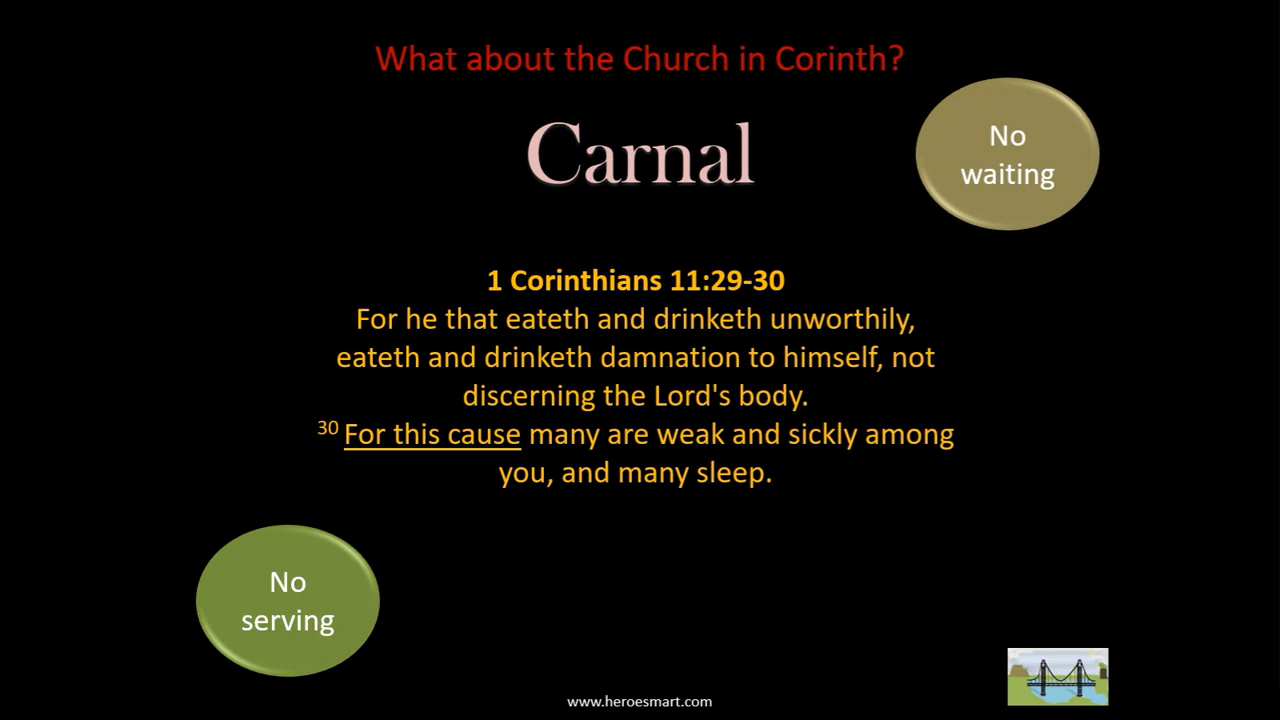 What about the Church in Corinth?
Carnal
No
waiting
1 Corinthians 11:29-30
For he that eateth and drinketh unworthily,
eateth and drinketh damnation to himself, not
discerning the Lord's body.
30 For this cause many are weak and sickly among
you, and many sleep.
No
serving
www.heroesmart.com